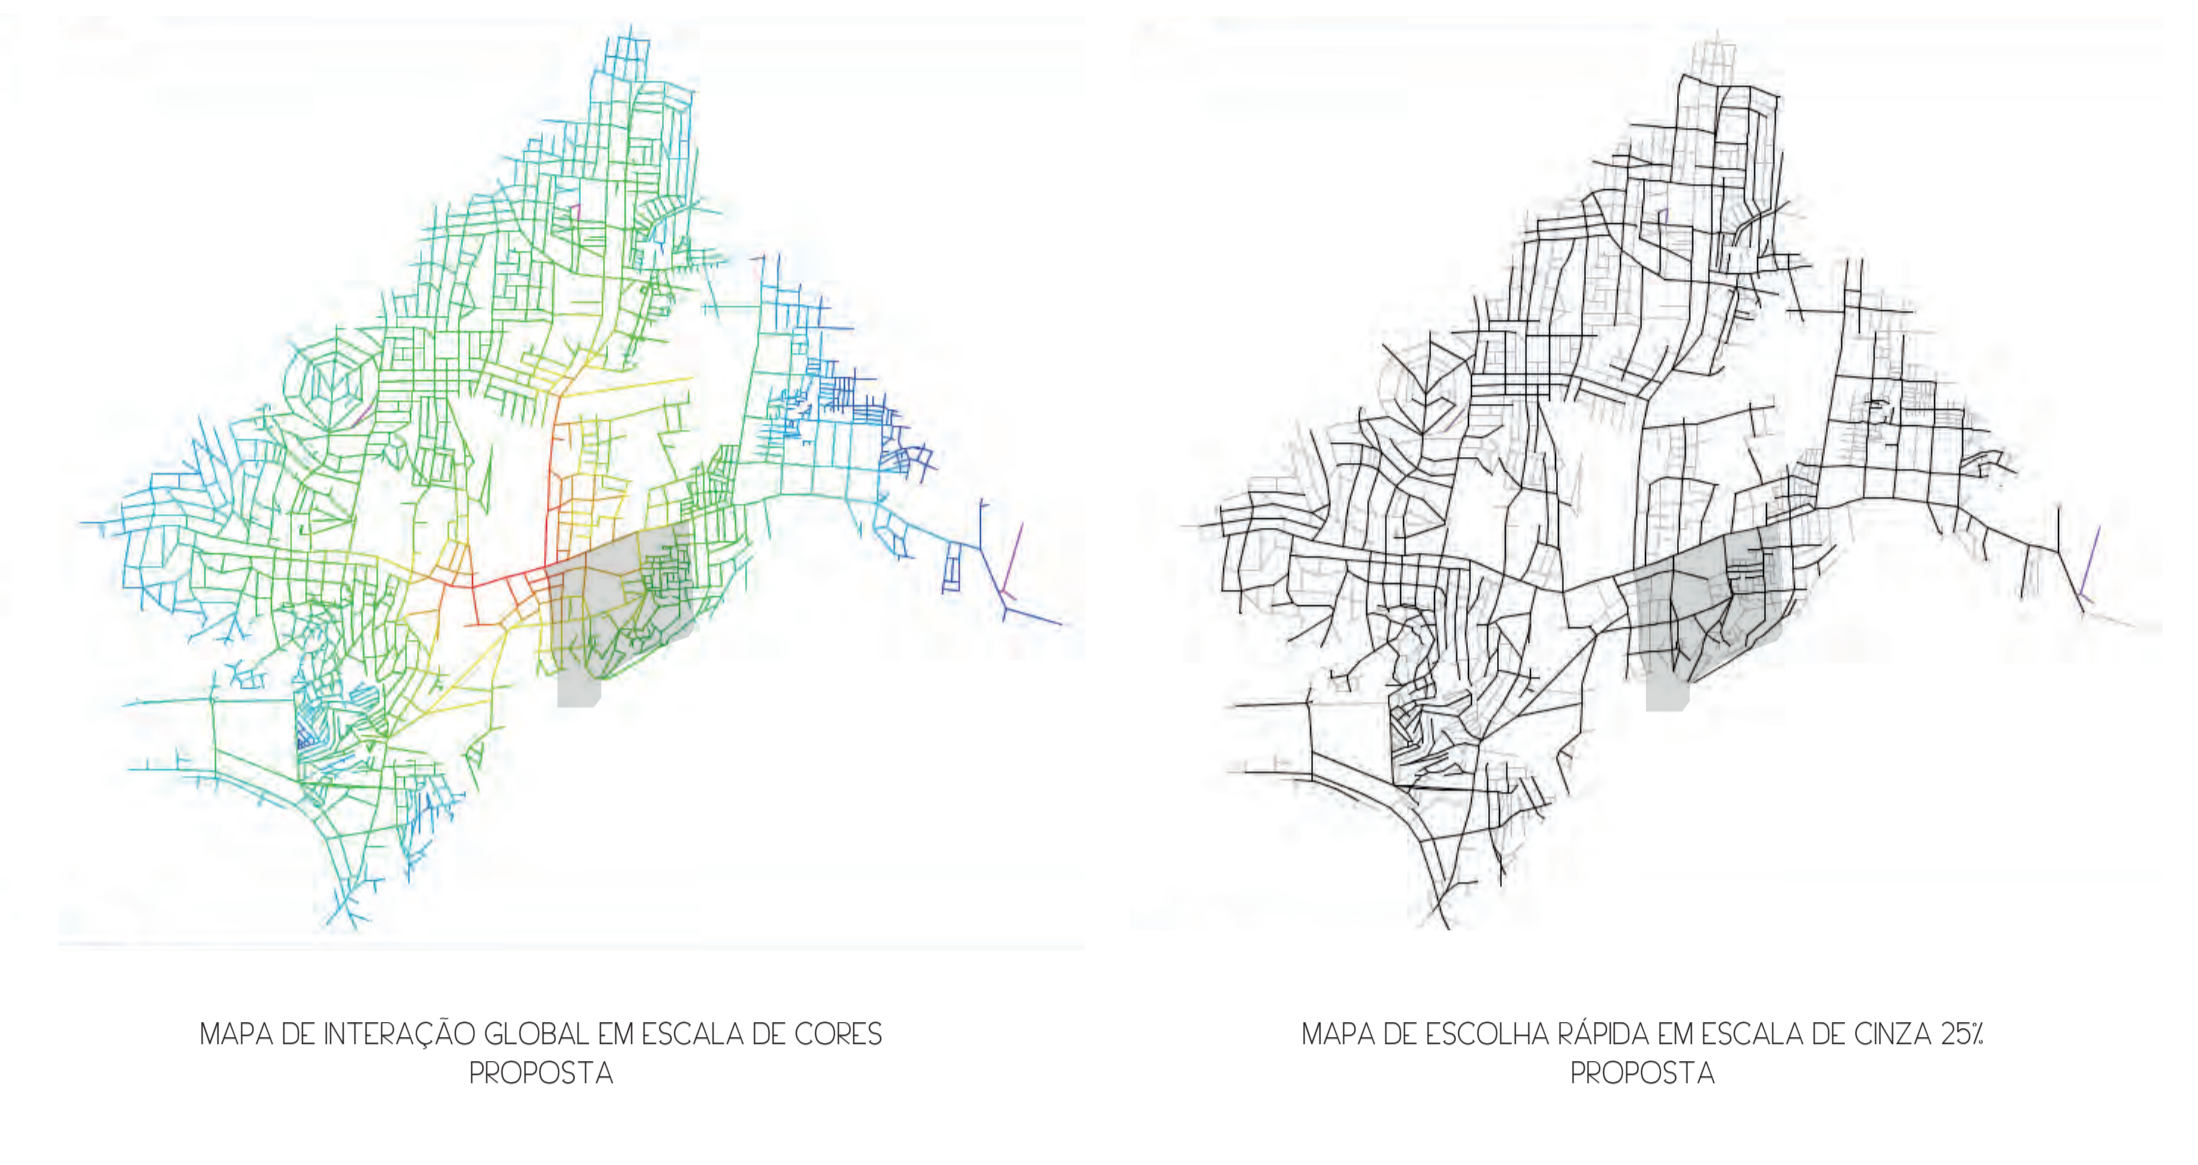 MAPA DE INTERAÇÃO GLOBAL EM ESCALA DE CORES
PROPOSTA
MAPA DE ESCOLHA RÁPIDA EM ESCALA DE CINZA 25%
PROPOSTA